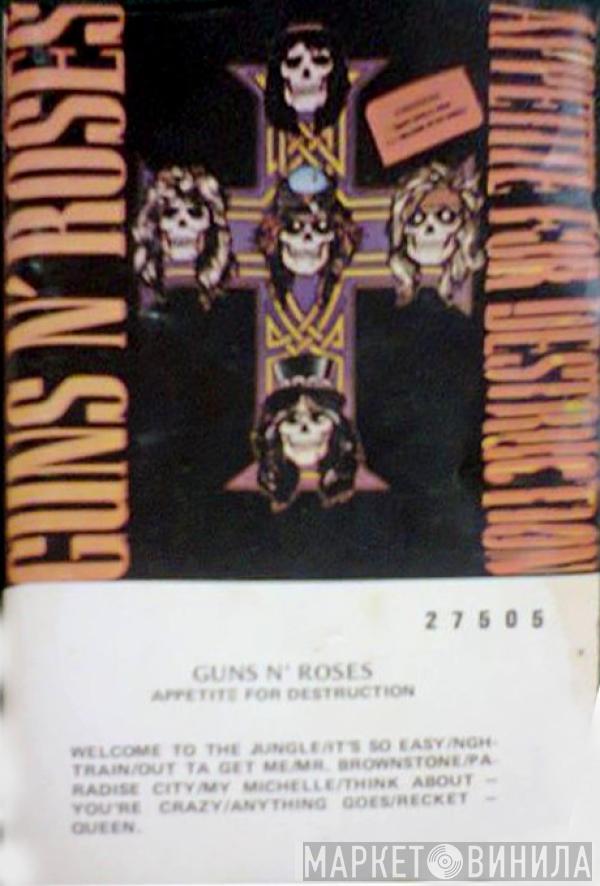 GUNS N' ROSES
APPETITE FOR DESTRUCTION
27505
GUNS N' ROSES
APPETITE FOR DESTRUCTION
WELCOME TO THE JUNGLE/IT'S SO EASY/NGH-
TRAIN/OUT TA GET ME/MR. BROWNSTONE/PA-
RADISE CITY/MY MICHELLE/THINK ABOUT –
YOU'RE CRAZY/ANYTHING GOES/RECKET –
QUEEN.
МАРКЕТ ВИНИЛА